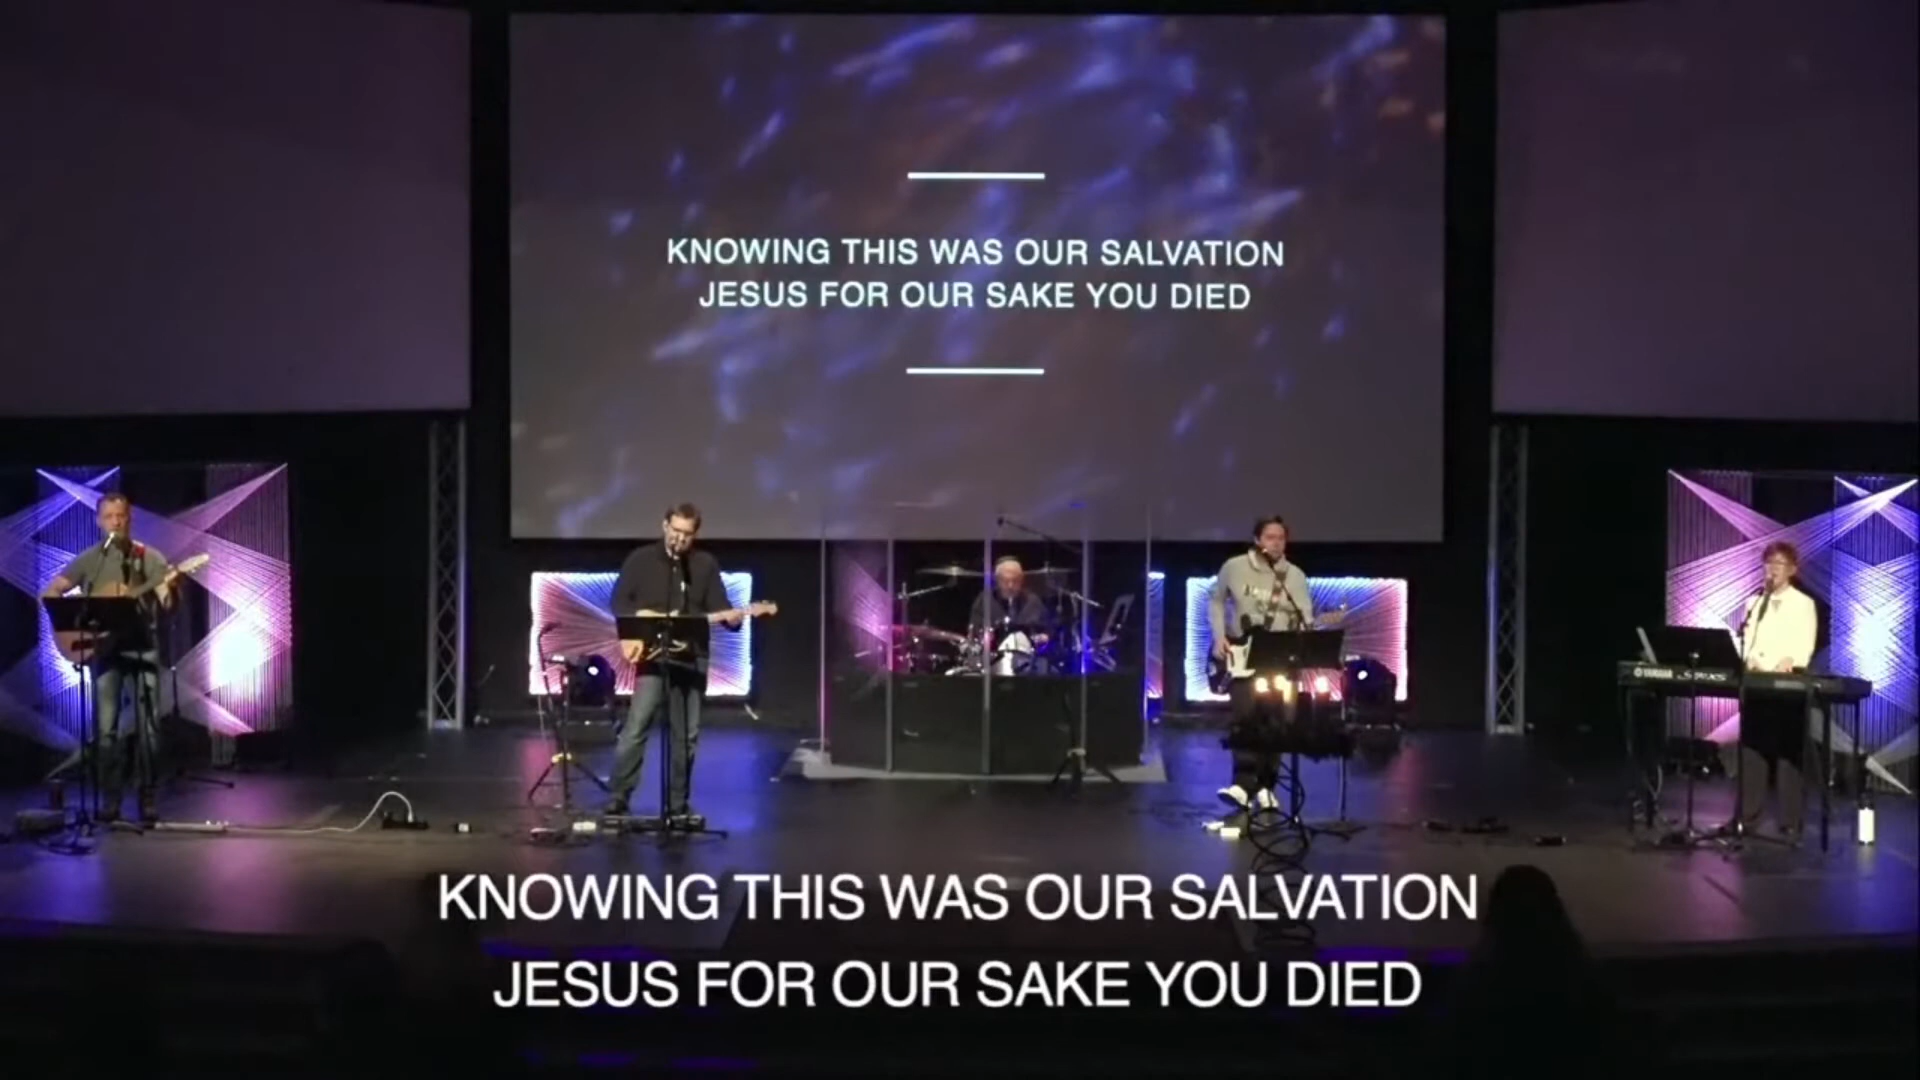 KNOWING THIS WAS OUR SALVATION
JESUS FOR OUR SAKE YOU DIED
YAMAHA
KNOWING THIS WAS OUR SALVATION
JESUS FOR OUR SAKE YOU DIED